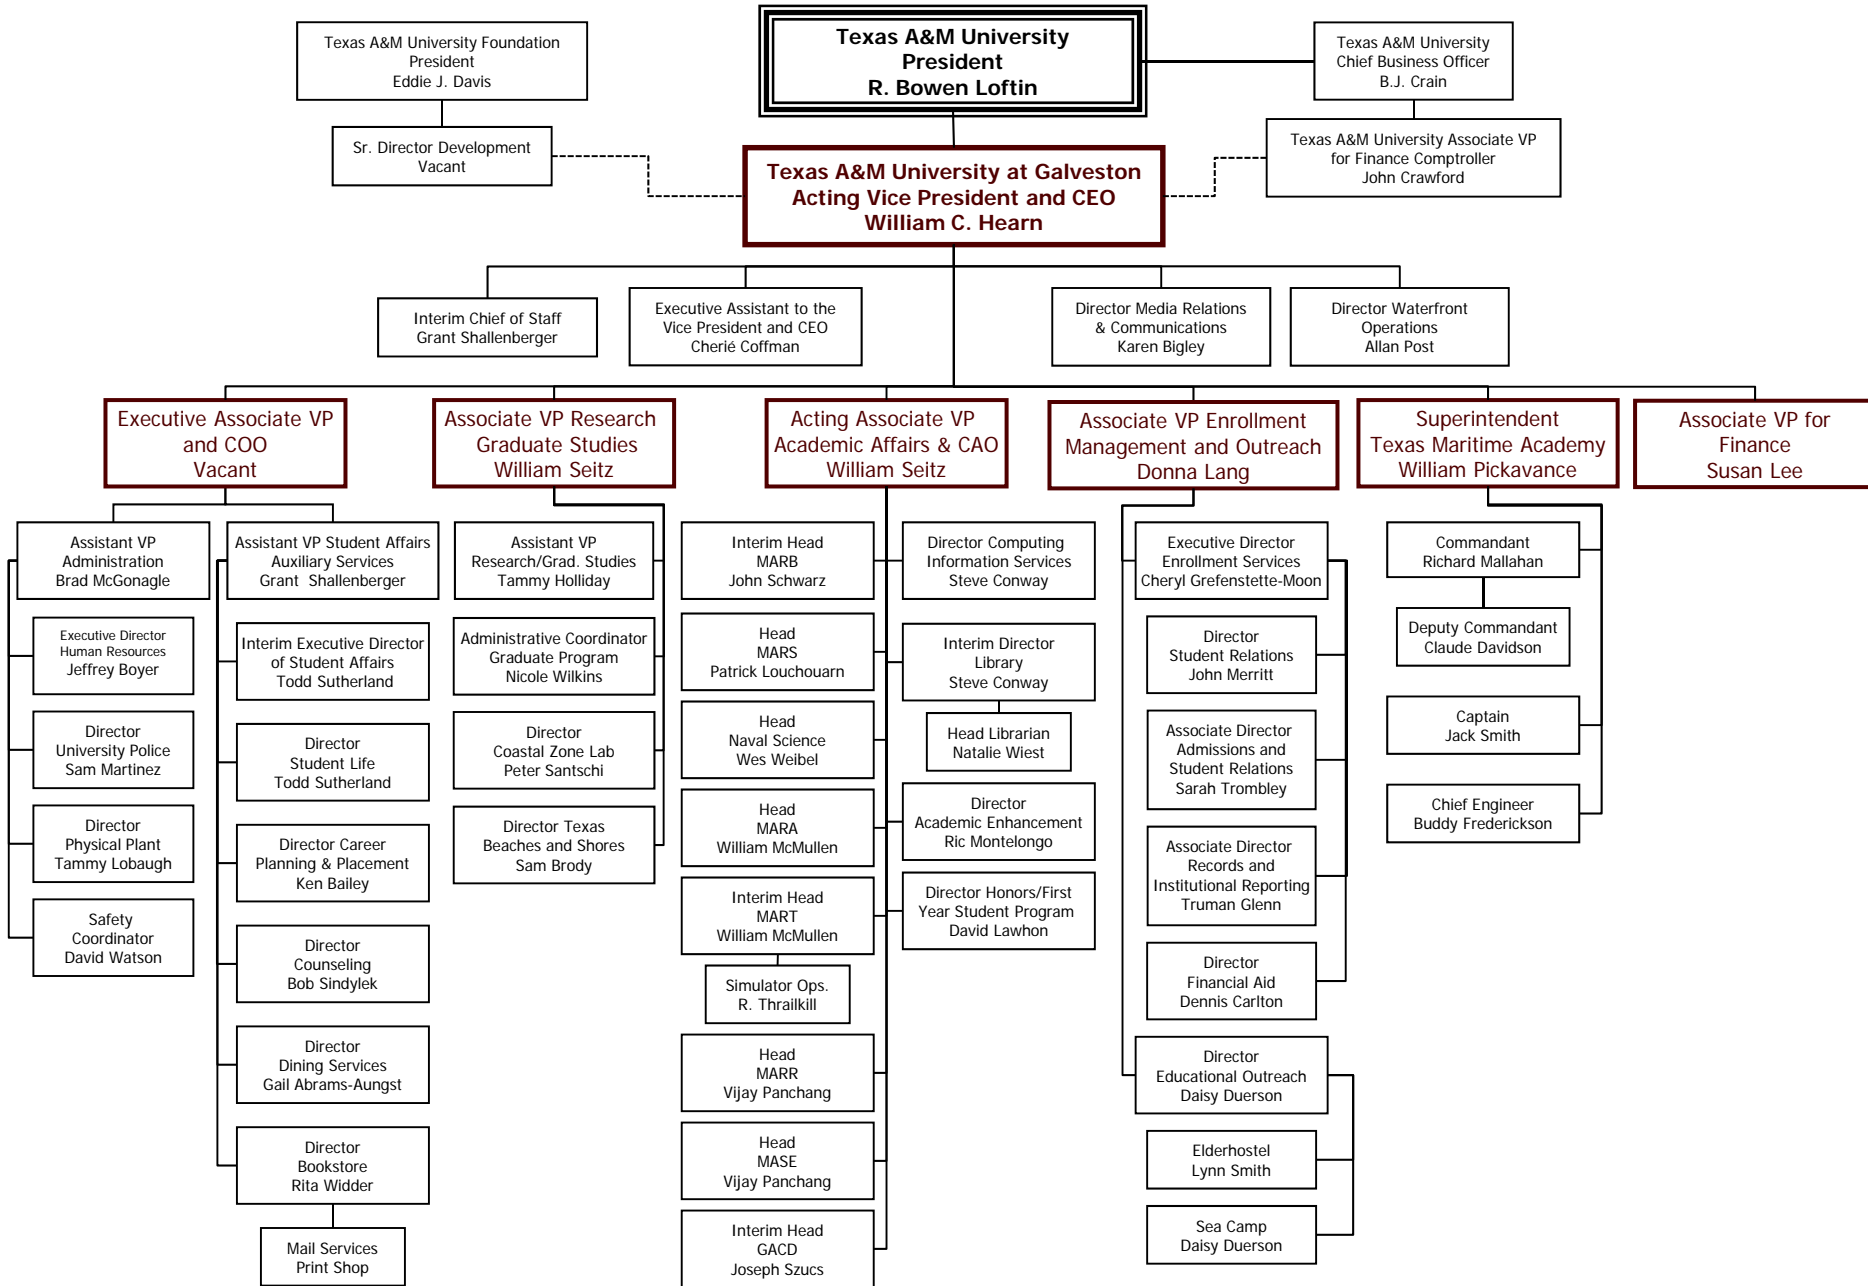 Texas A&M University Foundation
President
Eddie J. Davis
Texas A&M University
President
R. Bowen Loftin
Texas A&M University
Chief Business Officer
B.J. Crain
Sr. Director Development
Vacant
Texas A&M University at Galveston
Acting Vice President and CEO
William C. Hearn
Texas A&M University Associate VP
for Finance Comptroller
John Crawford
Interim Chief of Staff
Grant Shallenberger
Executive Assistant to the
Vice President and CEO
Cherié Coffman
Director Media Relations
& Communications
Karen Bigley
Director Waterfront
Operations
Allan Post
Executive Associate VP
and COO
Vacant
Associate VP Research
Graduate Studies
William Seitz
Acting Associate VP
Academic Affairs & CAO
William Seitz
Associate VP Enrollment
Management and Outreach
Donna Lang
Superintendent
Texas Maritime Academy
William Pickavance
Associate VP for
Finance
Susan Lee
Assistant VP
Administration
Brad McGonagle
Executive Director
Human Resources
Jeffrey Boyer
Director
University Police
Sam Martinez
Director
Physical Plant
Tammy Lobaugh
Safety
Coordinator
David Watson
Assistant VP Student Affairs
Auxiliary Services
Grant Shallenberger
Interim Executive Director
of Student Affairs
Todd Sutherland
Director
Student Life
Todd Sutherland
Director Career
Planning & Placement
Ken Bailey
Director
Counseling
Bob Sindylek
Director
Dining Services
Gail Abrams-Aungst
Director
Bookstore
Rita Widder
Mail Services
Print Shop
Assistant VP
Research/Grad. Studies
Tammy Holliday
Administrative Coordinator
Graduate Program
Nicole Wilkins
Director
Coastal Zone Lab
Peter Santschi
Director Texas
Beaches and Shores
Sam Brody
Interim Head
MARB
John Schwarz
Head
MARS
Patrick Louchouarn
Head
Naval Science
Wes Weibel
Head
MARA
William McMullen
Interim Head
MART
William McMullen
Simulator Ops.
R. Thrailkill
Head
MARR
Vijay Panchang
Head
MASE
Vijay Panchang
Interim Head
GACD
Joseph Szucs
Director Computing
Information Services
Steve Conway
Interim Director
Library
Steve Conway
Head Librarian
Natalie Wiest
Director
Academic Enhancement
Ric Montelongo
Director Honors/First
Year Student Program
David Lawhon
Executive Director
Enrollment Services
Cheryl Grefenstette-Moon
Director
Student Relations
John Merritt
Associate Director
Admissions and
Student Relations
Sarah Trombley
Associate Director
Records and
Institutional Reporting
Truman Glenn
Director
Financial Aid
Dennis Carlton
Director
Educational Outreach
Daisy Duerson
Elderhostel
Lynn Smith
Sea Camp
Daisy Duerson
Commandant
Richard Mallahan
Deputy Commandant
Claude Davidson
Captain
Jack Smith
Chief Engineer
Buddy Frederickson